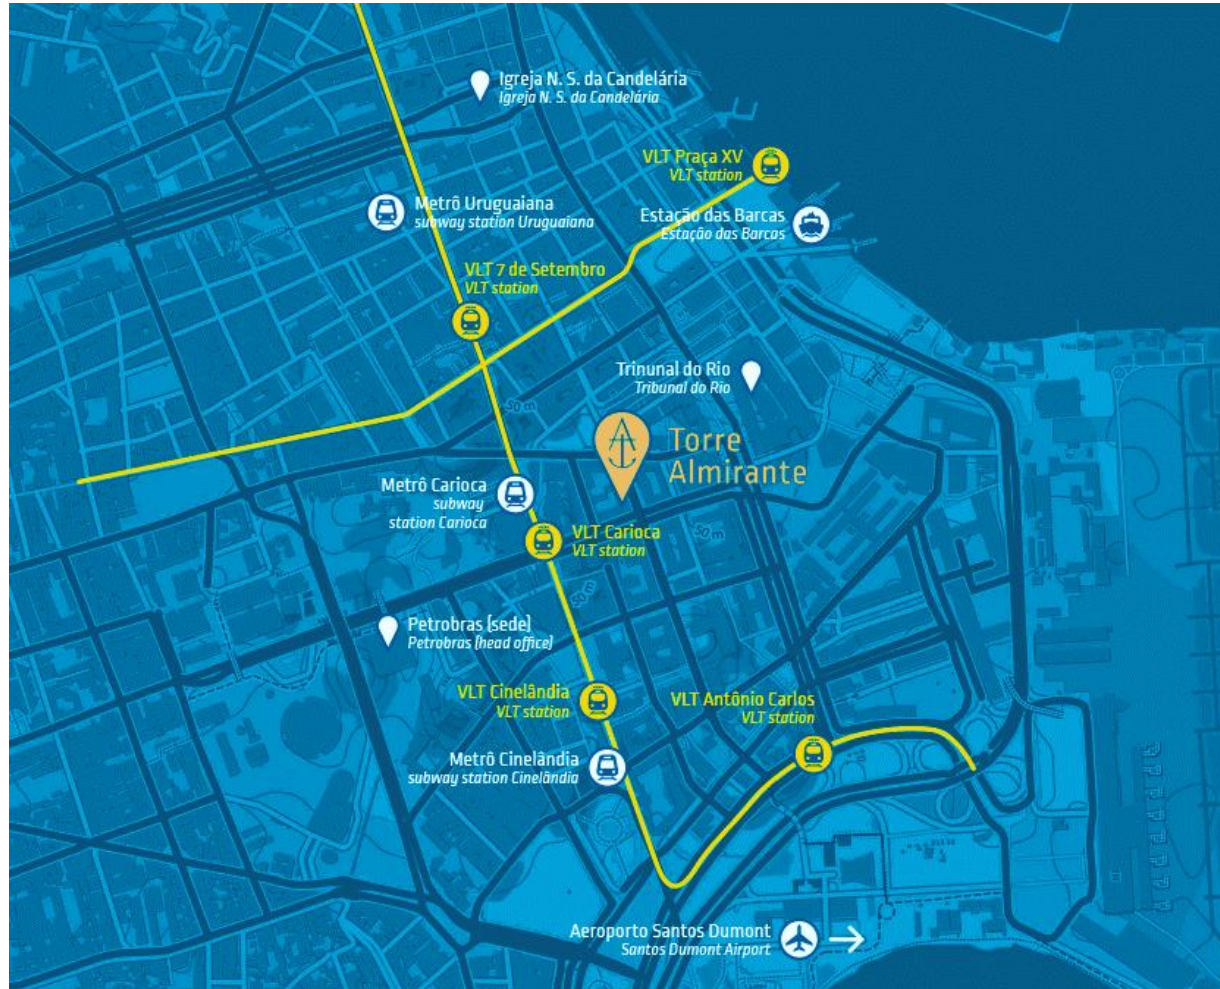 Igreja N. S. da Candelária
Igreja N. S. da Candelária
VLT Praça XV
VLT station
Metrô Uruguaiana
subway station Uruguaiana
Estação das Barcas
Estação das Barcas
VLT 7 de Setembro
VLT station
Trinunal do Rio
Tribunal do Rio
50 m
Torre
Almirante
Metrô Carioca
subway
station Carioca
VLT Carioca
VLT station
50 m
50 m
Petrobras (sede)
Petrobras (head office)
VLT Cinelândia
VLT station
VLT Antônio Carlos
VLT station
Metrô Cinelândia
subway station Cinelândia
Aeroporto Santos Dumont
Santos Dumont Airport